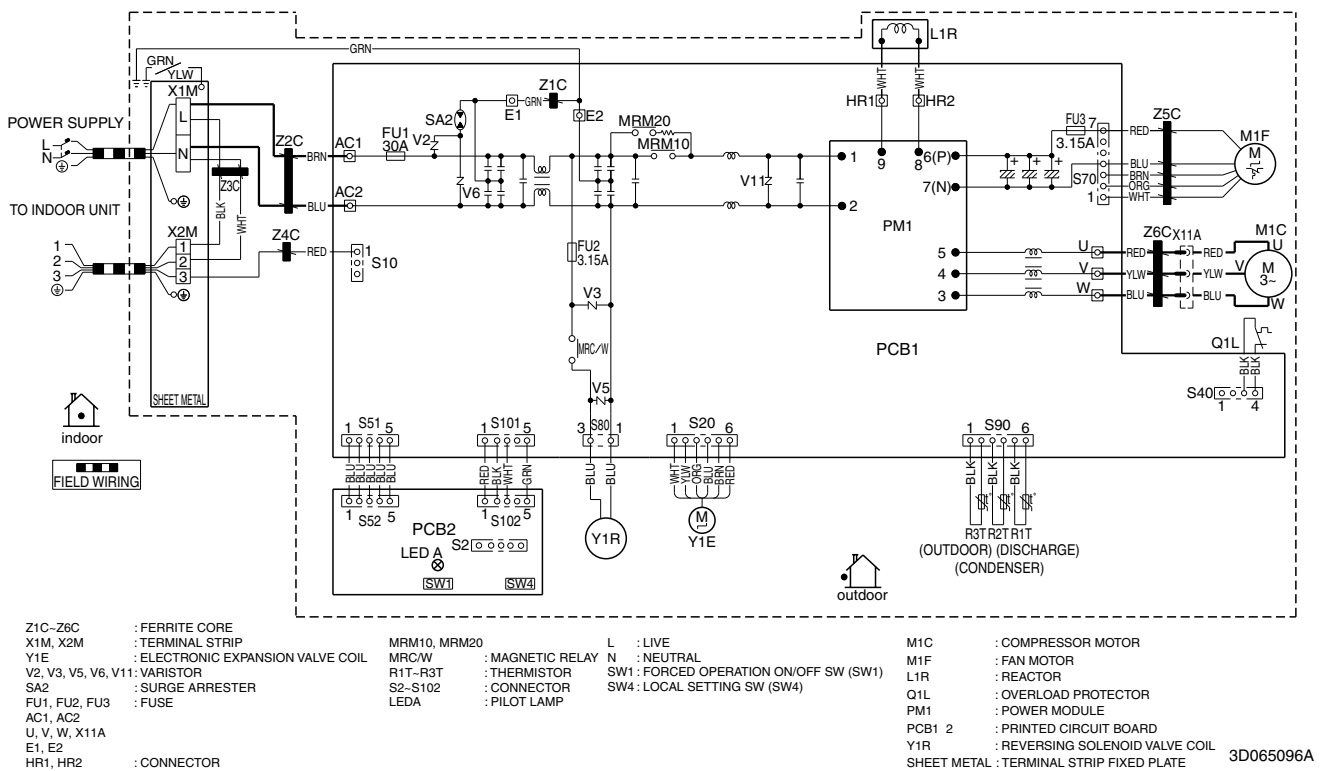 L1R
GRN
GRN
YLW
X1M
L
N
POWER SUPPLY
L
N
TO INDOOR UNIT
1
2
3
X2M
1
2
3
SHEET METAL
Z3C
BLK
WHT
Z2C
Z4C
BRN
BLU
RED
AC1
AC2
1
S10
FU1
30A
V2
SA2
V6
E1
GRN
Z1C
E2
MRM20
MRM10
V11
FU2
3.15A
V3
MRC/W
V5
WHT
WHT
HR1
HR2
9
8
1
2
6(P)
7(N)
PM1
5
4
3
PCB1
FU3
3.15A
7
S70
1
RED
BLU
BRN
ORG
WHT
Z5C
M1F
M
U
V
W
RED
YLW
BLU
Z6C
X11A
RED
YLW
BLU
M1C
U
V
W
M
3~
Q1L
BLK
BLK
S40
1
4
indoor
FIELD WIRING
1
S51
5
BLU
BLU
BLU
BLU
BLU
1
S52
5
1
S101
5
RED
BLK
WHT
GRN
1
S102
5
PCB2
LED A
S2
SW1
SW4
3
S80
1
BLU
BLU
Y1R
1
S20
6
WHT
YLW
ORG
BLU
BRN
RED
M
Y1E
1
S90
6
BLK
BLK
BLK
t°
t°
t°
R3T
R2T
R1T
(OUTDOOR) (DISCHARGE)
(CONDENSER)
outdoor
Z1C~Z6C : FERRITE CORE
X1M, X2M : TERMINAL STRIP
Y1E : ELECTRONIC EXPANSION VALVE COIL
V2, V3, V5, V6, V11 : VARISTOR
SA2 : SURGE ARRESTER
FU1, FU2, FU3 : FUSE
AC1, AC2
U, V, W, X11A
E1, E2
HR1, HR2 : CONNECTOR
MRM10, MRM20
MRC/W : MAGNETIC RELAY
R1T~R3T : THERMISTOR
S2~S102 : CONNECTOR
LEDA : PILOT LAMP
L : LIVE
N : NEUTRAL
SW1 : FORCED OPERATION ON/OFF SW (SW1)
SW4 : LOCAL SETTING SW (SW4)
M1C : COMPRESSOR MOTOR
M1F : FAN MOTOR
L1R : REACTOR
Q1L : OVERLOAD PROTECTOR
PM1 : POWER MODULE
PCB1 2 : PRINTED CIRCUIT BOARD
Y1R : REVERSING SOLENOID VALVE COIL
SHEET METAL : TERMINAL STRIP FIXED PLATE
3D065096A